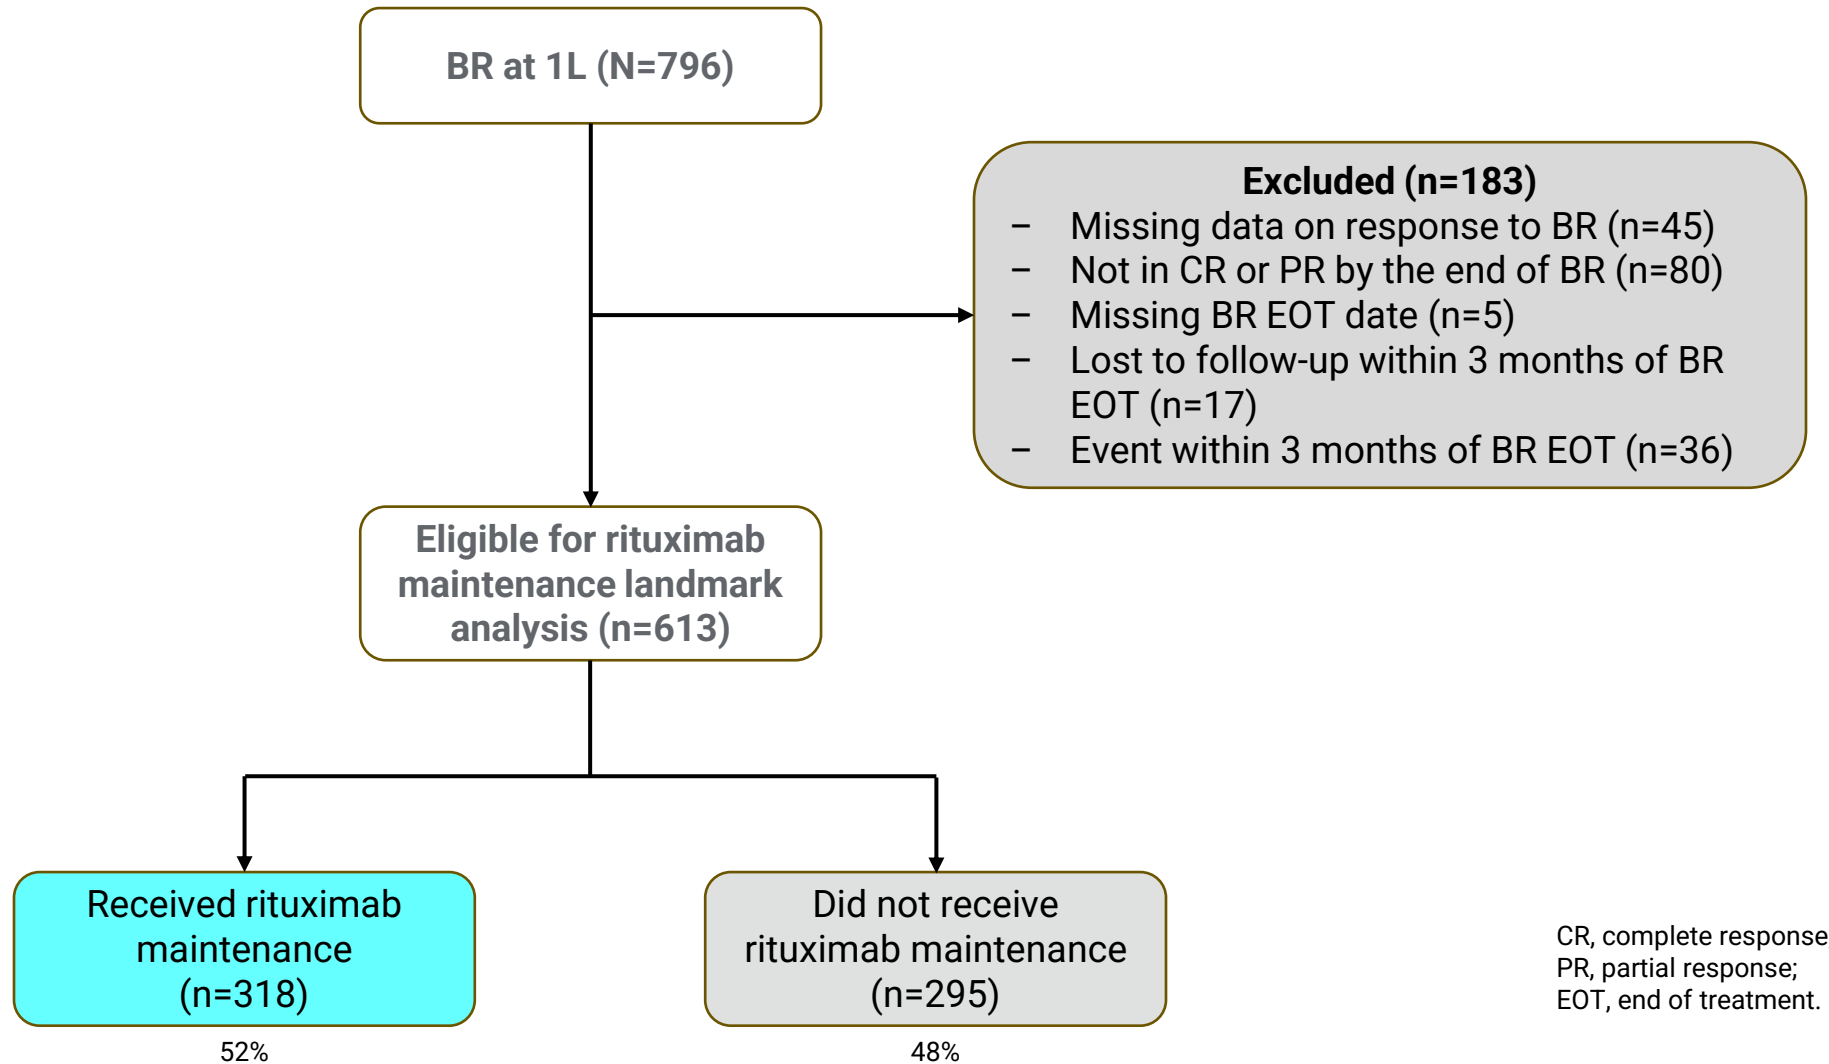 BR at 1L (N=796)
Excluded (n=183)
– Missing data on response to BR (n=45)
– Not in CR or PR by the end of BR (n=80)
– Missing BR EOT date (n=5)
– Lost to follow-up within 3 months of BR
EOT (n=17)
– Event within 3 months of BR EOT (n=36)
Eligible for rituximab
maintenance landmark
analysis (n=613)
Received rituximab
maintenance
(n=318)
52%
Did not receive
rituximab maintenance
(n=295)
48%
CR, complete response
PR, partial response;
EOT, end of treatment.